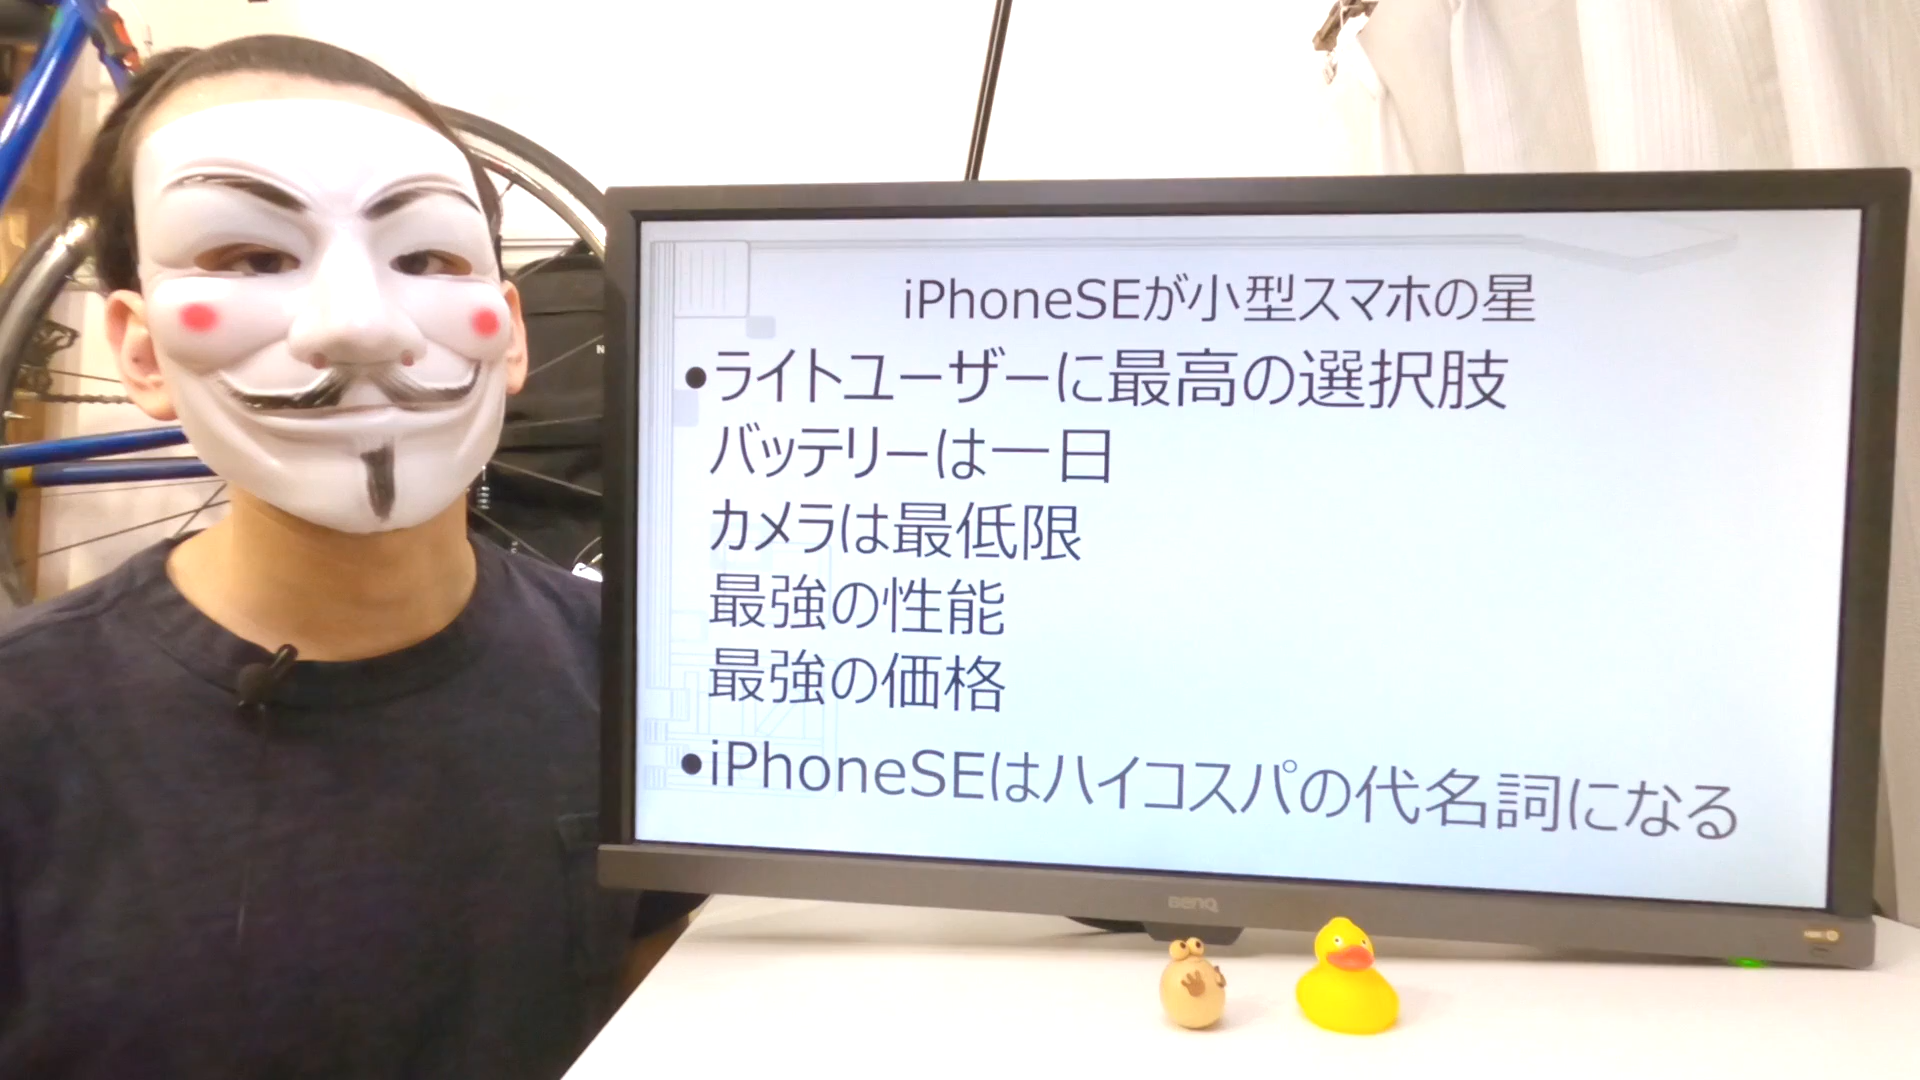 iPhoneSEが小型スマホの星
•ライトユーザーに最高の選択肢
バッテリーは一日
カメラは最低限
最強の性能
最強の価格
•iPhoneSEはハイコスパの代名詞になる
BenQ